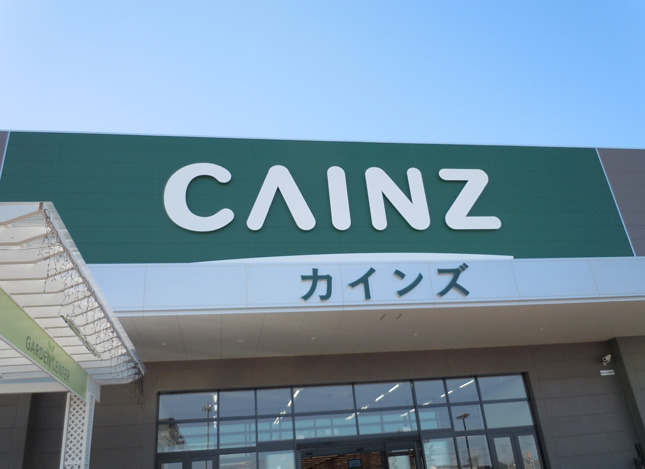 CAINZ
カインズ
GARDEN CENTER